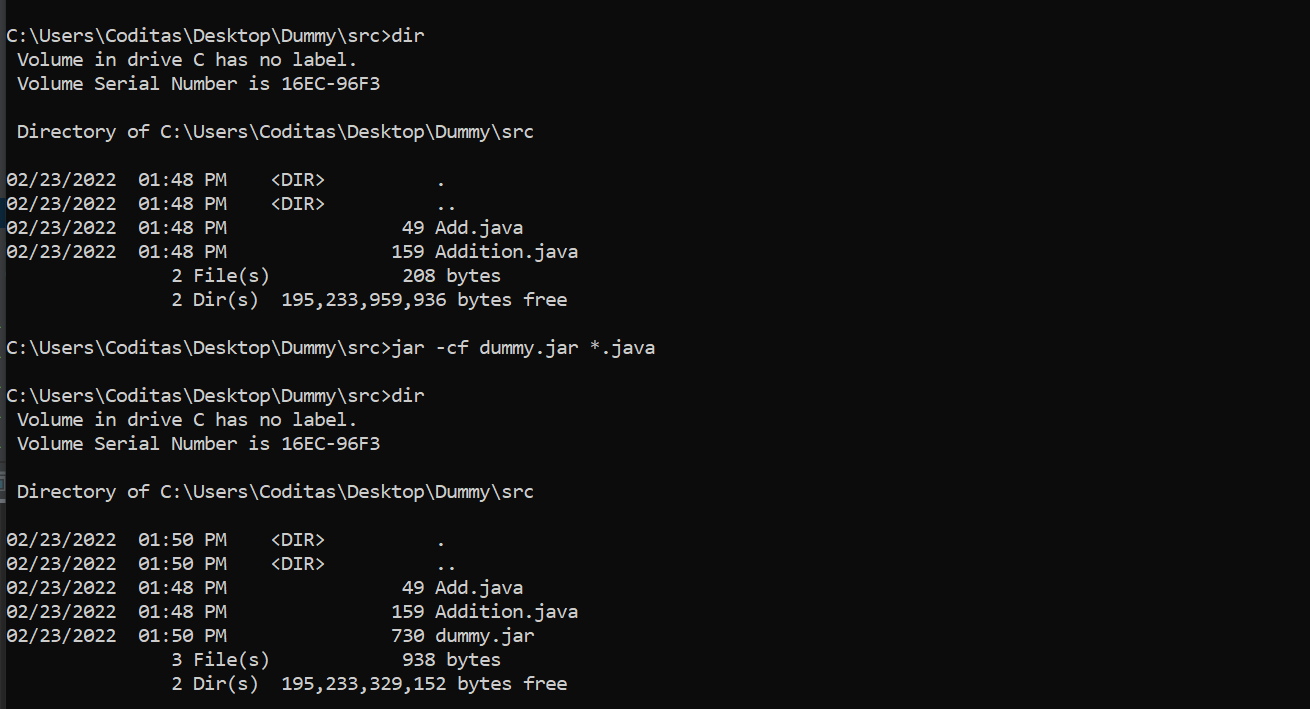 C:\Users\Coditas\Desktop\Dummy\src>dir
 Volume in drive C has no label.
 Volume Serial Number is 16EC-96F3

 Directory of C:\Users\Coditas\Desktop\Dummy\src

02/23/2022  01:48 PM    <DIR>          .
02/23/2022  01:48 PM    <DIR>          ..
02/23/2022  01:48 PM                49 Add.java
02/23/2022  01:48 PM               159 Addition.java
               2 File(s)            208 bytes
               2 Dir(s)  195,233,959,936 bytes free

C:\Users\Coditas\Desktop\Dummy\src>jar -cf dummy.jar *.java

C:\Users\Coditas\Desktop\Dummy\src>dir
 Volume in drive C has no label.
 Volume Serial Number is 16EC-96F3

 Directory of C:\Users\Coditas\Desktop\Dummy\src

02/23/2022  01:50 PM    <DIR>          .
02/23/2022  01:50 PM    <DIR>          ..
02/23/2022  01:48 PM                49 Add.java
02/23/2022  01:48 PM               159 Addition.java
02/23/2022  01:50 PM               730 dummy.jar
               3 File(s)            938 bytes
               2 Dir(s)  195,233,329,152 bytes free